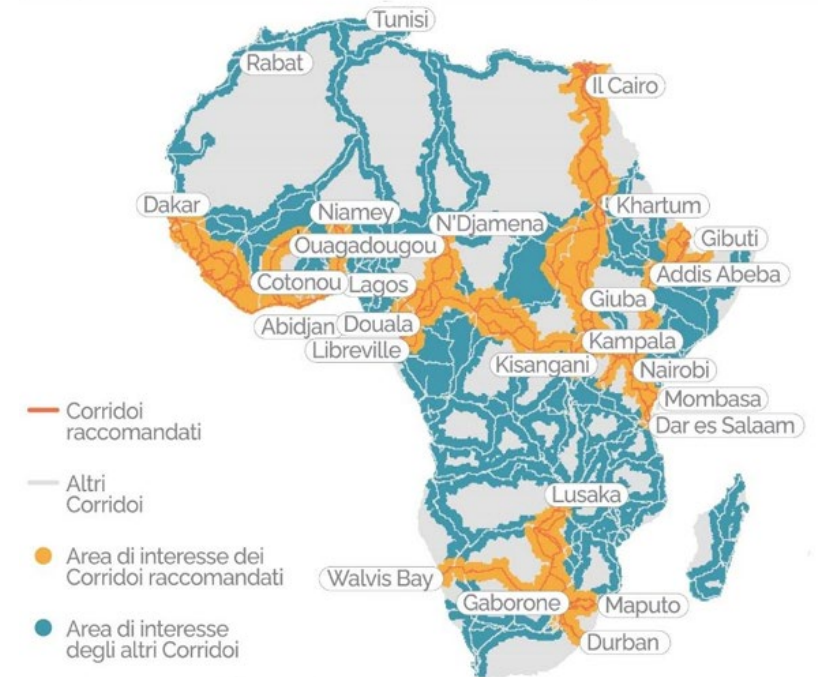 Tunisi
Rabat
Il Cairo
Dakar
Niamey
Khartum
N'Djamena
Ouagadougou
Gibuti
Addis Abeba
Cotonou
Lagos
Giuba
Abidjan
Douala
Kampala
Libreville
Kisangani
Nairobi
Mombasa
Dar es Salaam
Lusaka
Walvis Bay
Gaborone
Maputo
Durban
Corridoi
raccomandati
Altri
Corridoi
Area di interesse dei
Corridoi raccomandati
Area di interesse
degli altri Corridoi